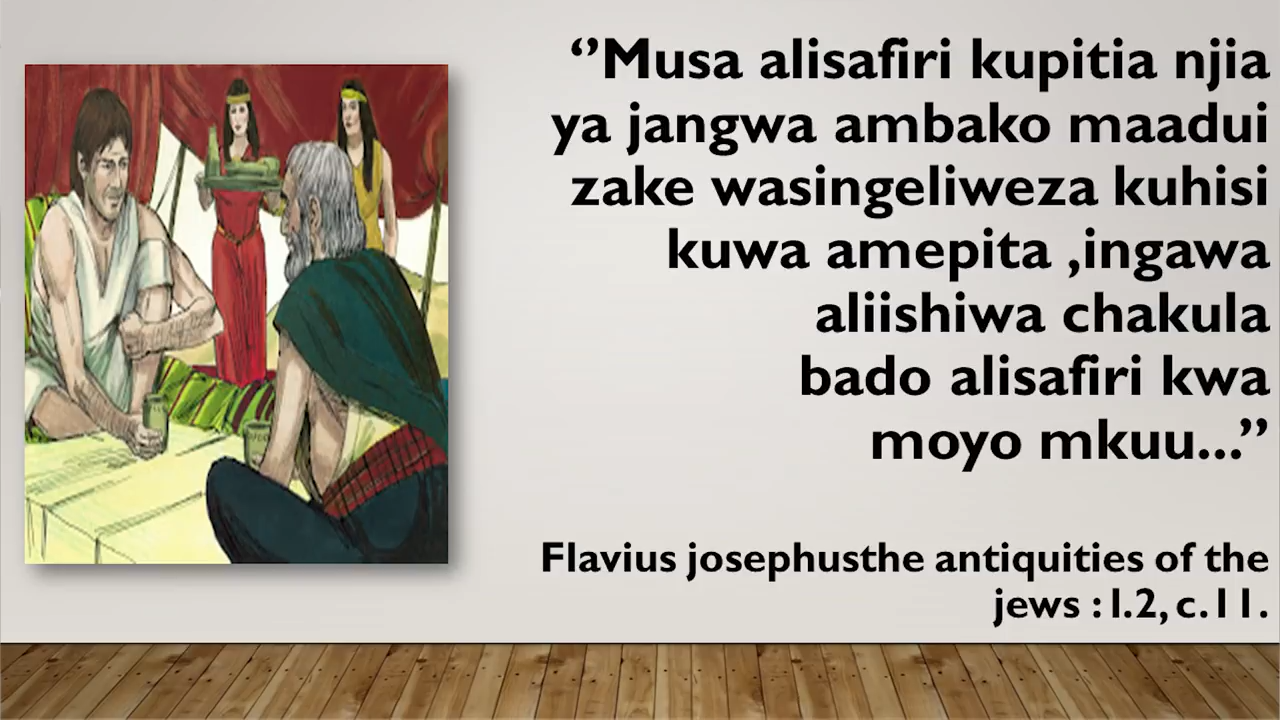 ‘’Musa alisafiri kupitia njia
ya jangwa ambako maadui
zake wasingeliweza kuhisi
kuwa amepita ,ingawa
aliishiwa chakula
bado alisafiri kwa
moyo mkuu...’’
Flavius josephusthe antiquities of the
jews : l.2, c.11.